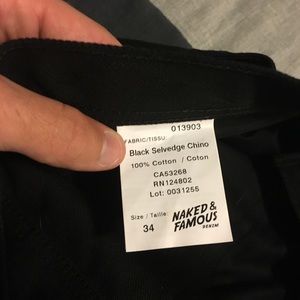 013903
FABRIC/TISSU:
Black Selvedge Chino
100% Cotton / Coton
CA53268
RN124802
Lot: 0031255
Size / Taille
34
NAKED &
FAMOUS
DENIM